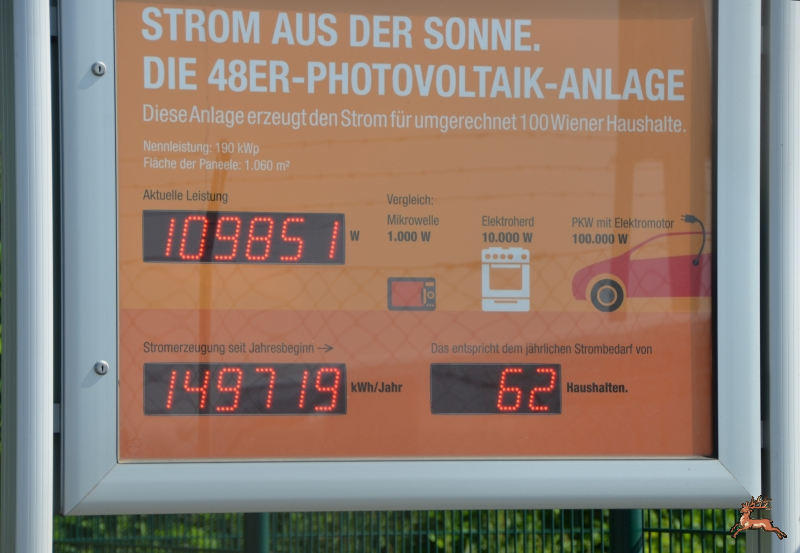 STROM AUS DER SONNE.
DIE 48ER-PHOTOVOLTAIK-ANLAGE
Diese Anlage erzeugt den Strom für umgerechnet 100 Wiener Haushalte.
Nennleistung: 190 kWp
Fläche der Paneele: 1.060 m²
Aktuelle Leistung
109851 W
Vergleich:
Mikrowelle
1.000 W
Elektroherd
10.000 W
PKW mit Elektromotor
100.000 W
Stromerzeugung seit Jahresbeginn →
149719 kWh/Jahr
Das entspricht dem jährlichen Strombedarf von
62 Haushalten.